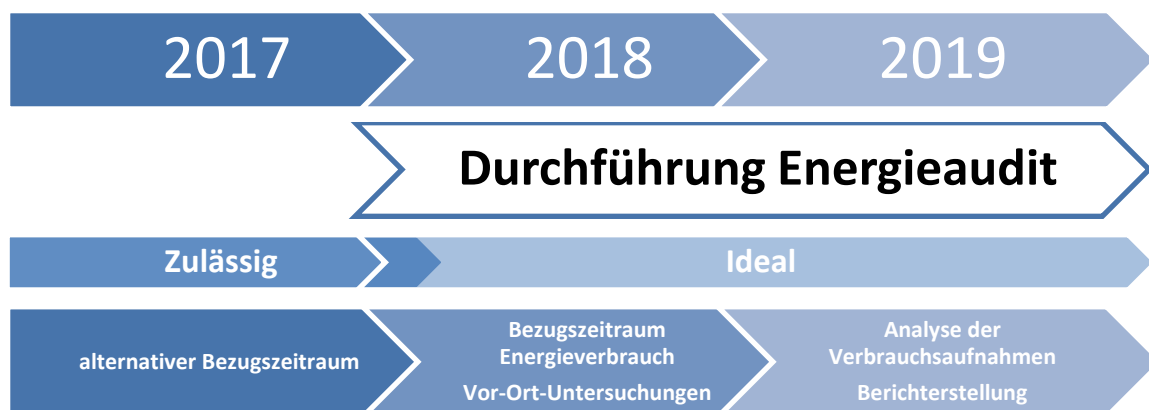 2017 2018 2019
Durchführung Energieaudit
Zulässig Ideal
alternativer Bezugszeitraum
Bezugszeitraum
Energieverbrauch
Vor-Ort-Untersuchungen
Analyse der
Verbrauchsaufnahmen
Berichterstellung